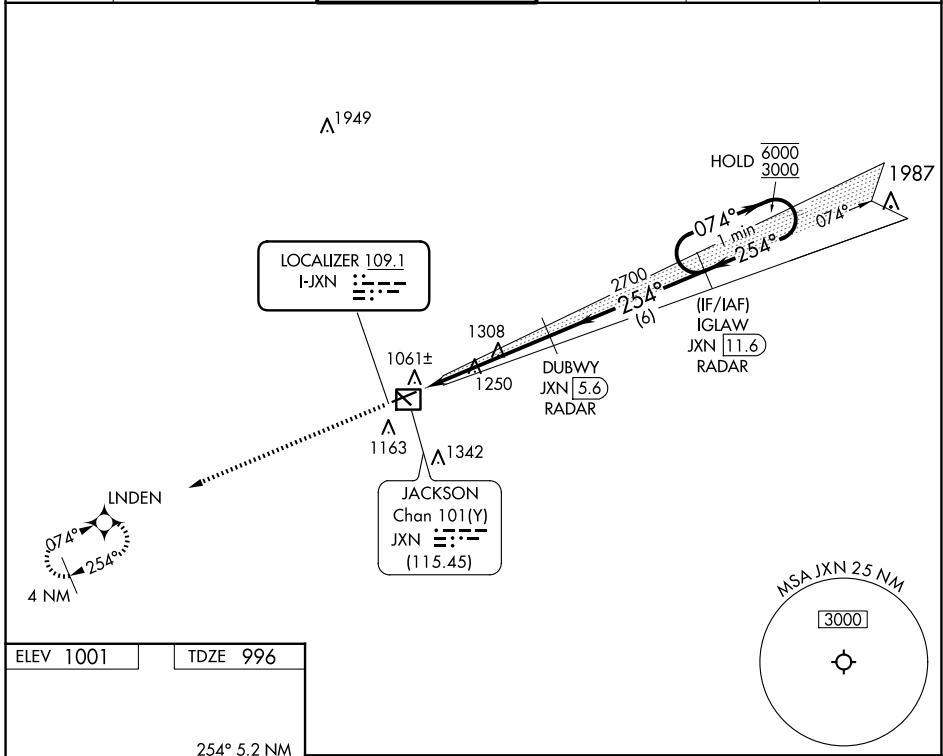 1949
HOLD 6000
3000
1987
074°
1 min
254°
074°
LOCALIZER 109.1
I-JXN
2700
254°
(6)
(IF/IAF)
IGLAW
JXN 11.6
RADAR
1308
1061±
1250
DUBWY
JXN 5.6
RADAR
1163
1342
LNDEN
074°
254°
4 NM
JACKSON
Chan 101(Y)
JXN
(115.45)
MSA JXN 25 NM
3000
ELEV 1001
TDZE 996
254° 5.2 NM